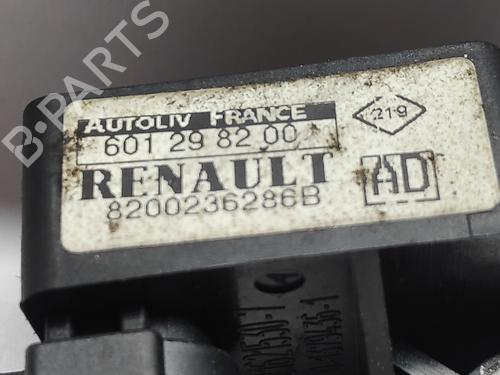 B-PARTS
AUTOLIV FRANCE
219
601 29 82 00
RENAULT
AD
8200236286B